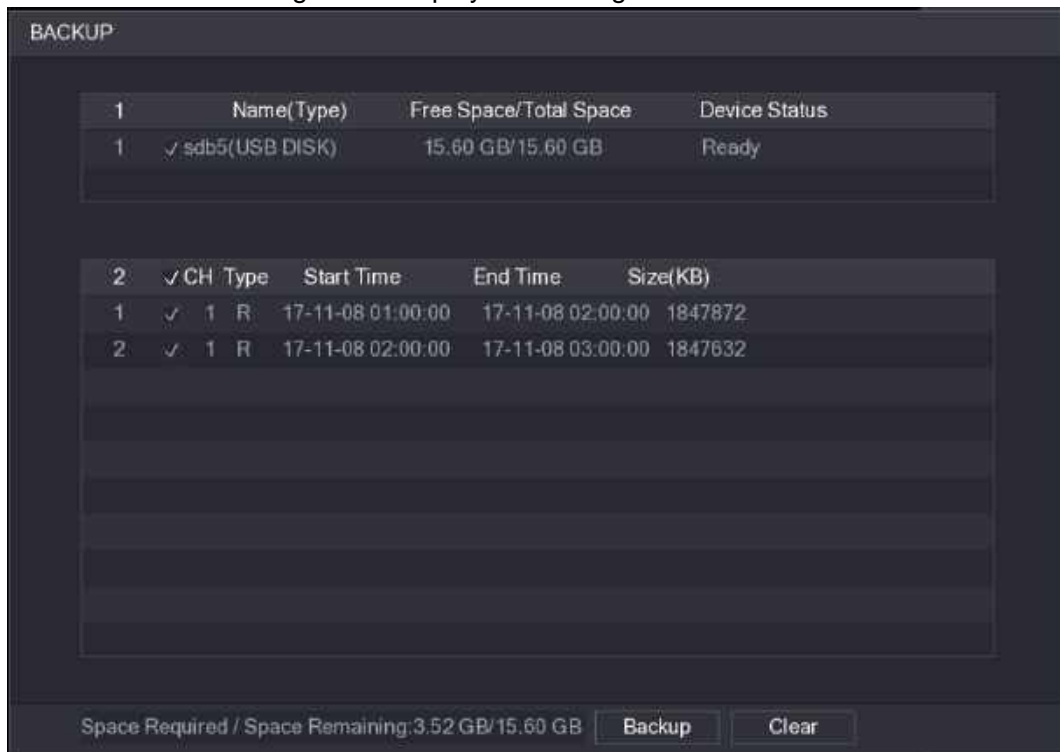 BACKUP
1 Name(Type) Free Space/Total Space Device Status
1 ✓ sdb5(USB DISK) 15.60 GB/15.60 GB Ready
2 ✓ CH Type Start Time End Time Size(KB)
1 ✓ 1 R 17-11-08 01:00:00 17-11-08 02:00:00 1847872
2 ✓ 1 R 17-11-08 02:00:00 17-11-08 03:00:00 1847632
Space Required / Space Remaining:3.52 GB/15.60 GB Backup Clear